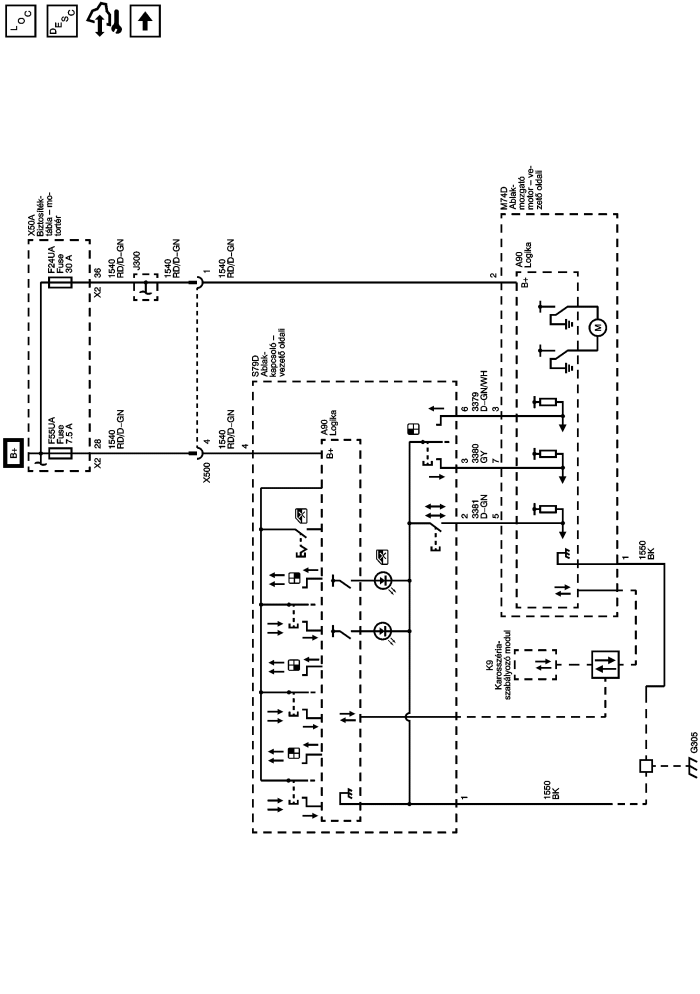 LOC
DESC
X50A
Biztosíték-
tábla – mo-
tortér
B+
F24UA
Fuse
30 A
F55UA
Fuse
7.5 A
X2
36
X2
28
1540
RD/D–GN
1540
RD/D–GN
J300
1540
RD/D–GN
1
4
X500
1540
RD/D–GN
1540
RD/D–GN
4
2
S79D
Ablak-
kapcsoló –
vezető oldali
A90
Logika
B+
M74D
Ablak-
mozgató
motor – ve-
zető oldali
A90
Logika
B+
M
6
3379
D–GN/WH
3
3
3380
GY
7
2
3381
D–GN
5
1
1550
BK
K9
Karosszéria-
szabályozó modul
1
1550
BK
G305